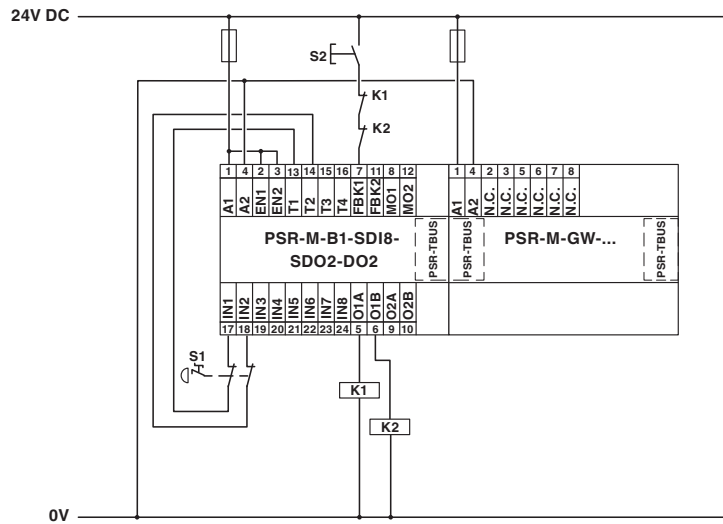 24V DC
S2
K1
K2
1 4 2 3 13 14 15 16 7 11 8 12
A1 A2 EN1 EN2 T1 T2 T3 T4 FBK1 FBK2 MO1 MO2
1 4 2 3 5 6 7 8
A1 A2 N.C. N.C. N.C. N.C. N.C. N.C.
PSR-M-B1-SDI8-
SDO2-DO2
PSR-TBUS
PSR-TBUS
PSR-M-GW-...
PSR-TBUS
IN1 IN2 IN3 IN4 IN5 IN6 IN7 IN8 O1A O1B O2A O2B
17 18 19 20 21 22 23 24 5 6 9 10
S1
K1
K2
0V